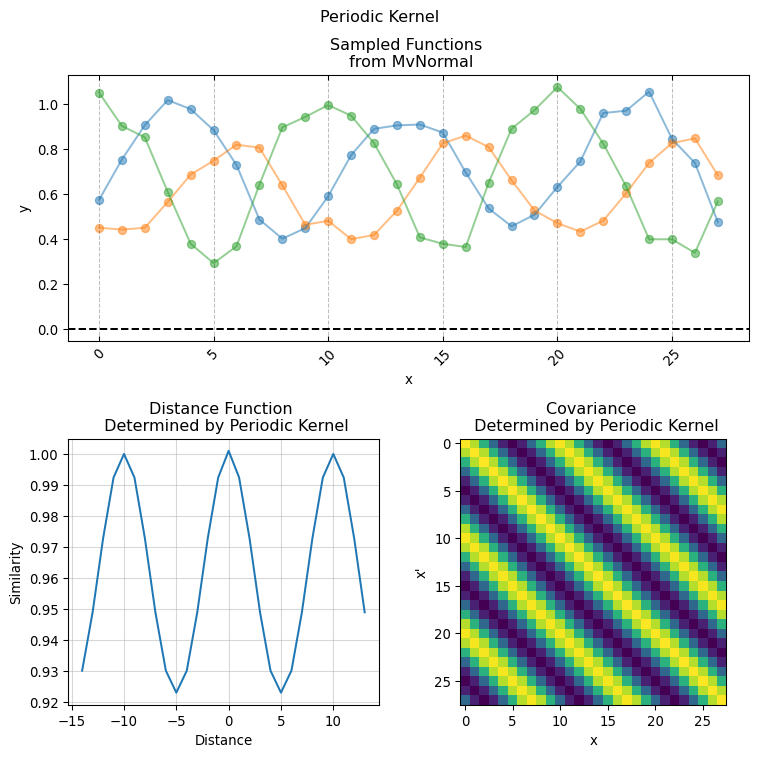 Periodic Kernel
Sampled Functions
from MvNormal
1.0
0.8
0.6
0.4
0.2
0.0
y
0 5 10 15 20 25
x
Distance Function
Determined by Periodic Kernel
1.00
0.99
0.98
0.97
0.96
0.95
0.94
0.93
0.92
Similarity
−15 −10 −5 0 5 10
Distance
Covariance
Determined by Periodic Kernel
0
5
10
15
20
25
x'
0 5 10 15 20 25
x